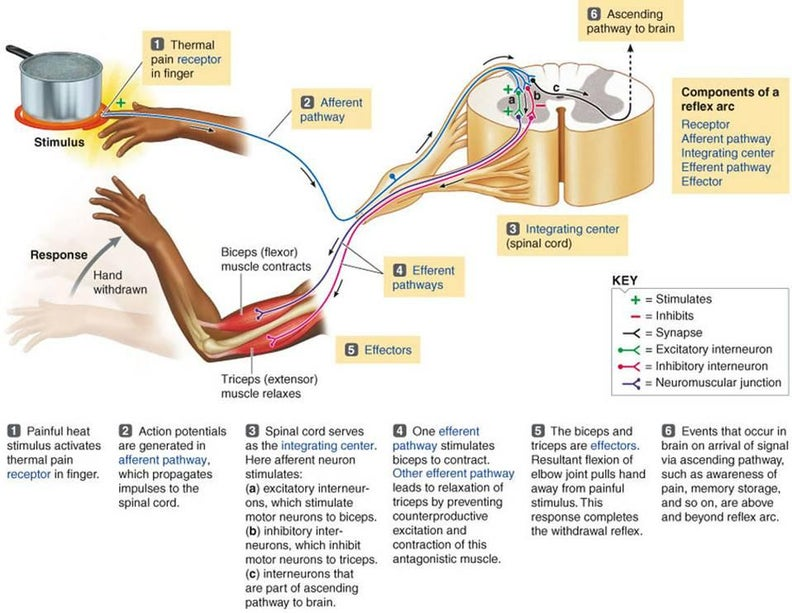 6 Ascending
pathway to brain
1 Thermal
pain receptor
in finger
2 Afferent
pathway
Stimulus
+
+
+
a
b
c
−
Components of a
reflex arc
Receptor
Afferent pathway
Integrating center
Efferent pathway
Effector
3 Integrating center
(spinal cord)
Response
Hand
withdrawn
Biceps (flexor)
muscle contracts
4 Efferent
pathways
5 Effectors
Triceps (extensor)
muscle relaxes
KEY
+ = Stimulates
− = Inhibits
= Synapse
= Excitatory interneuron
= Inhibitory interneuron
= Neuromuscular junction
1 Painful heat
stimulus activates
thermal pain
receptor in finger.
2 Action potentials
are generated in
afferent pathway,
which propagates
impulses to the
spinal cord.
3 Spinal cord serves
as the integrating center.
Here afferent neuron
stimulates:
(a) excitatory interneur-
ons, which stimulate
motor neurons to biceps.
(b) inhibitory inter-
neurons, which inhibit
motor neurons to triceps.
(c) interneurons that
are part of ascending
pathway to brain.
4 One efferent
pathway stimulates
biceps to contract.
Other efferent pathway
leads to relaxation of
triceps by preventing
counterproductive
excitation and
contraction of this
antagonistic muscle.
5 The biceps and
triceps are effectors.
Resultant flexion of
elbow joint pulls hand
away from painful
stimulus. This
response completes
the withdrawal reflex.
6 Events that occur in
brain on arrival of signal
via ascending pathway,
such as awareness of
pain, memory storage,
and so on, are above
and beyond reflex arc.